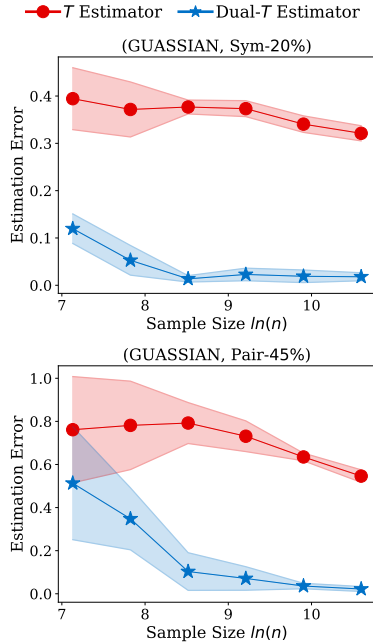 T Estimator Dual-T Estimator
(GUASSIAN, Sym-20%)
Estimation Error
0.4
0.3
0.2
0.1
0.0
7 8 9 10
Sample Size ln(n)
(GUASSIAN, Pair-45%)
Estimation Error
1.0
0.8
0.6
0.4
0.2
0.0
7 8 9 10
Sample Size ln(n)